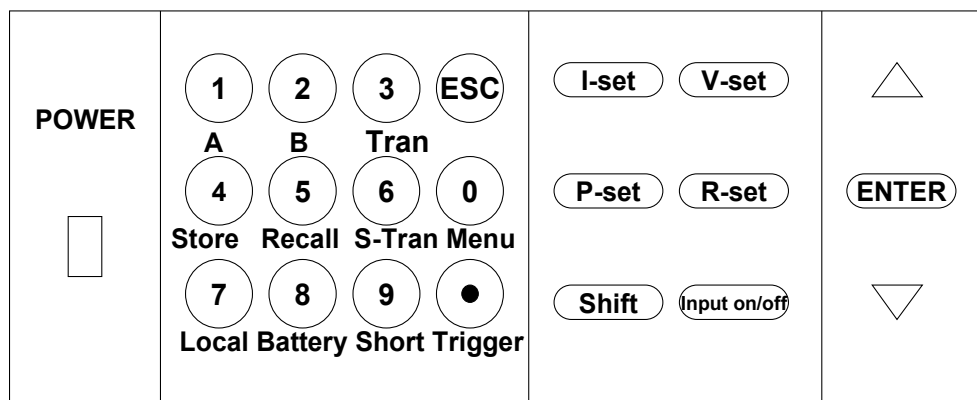 1 2 3 ESC I-set V-set
POWER
A B Tran
4 5 6 0 P-set R-set ENTER
Store Recall S-Tran Menu
7 8 9 Shift Input on/off
Local Battery Short Trigger